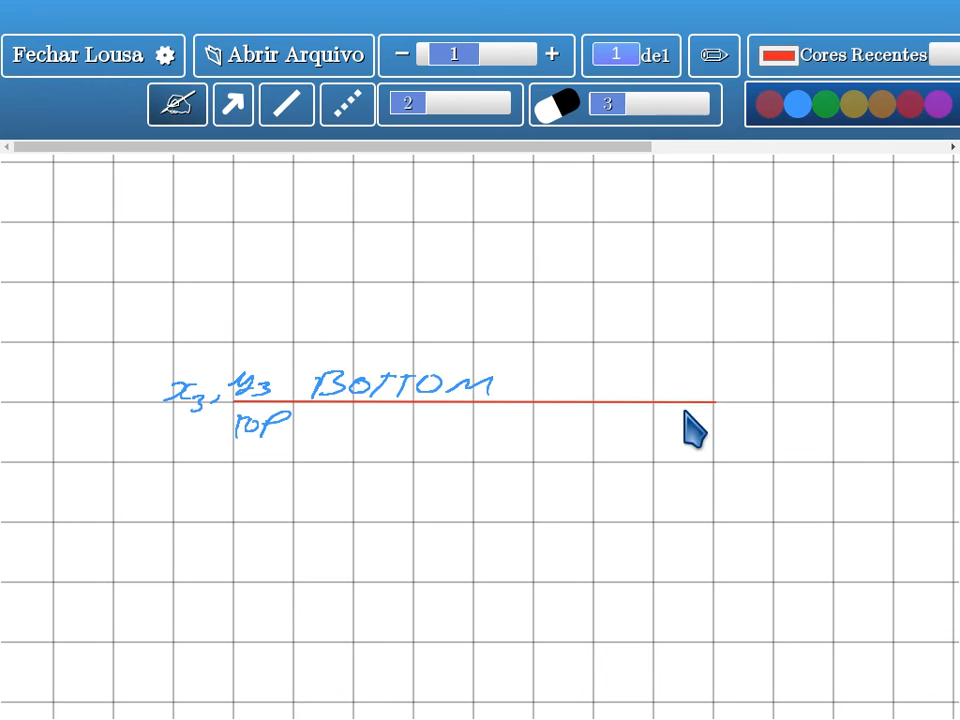 Fechar Lousa Abrir Arquivo − 1 + 1 de1 Cores Recentes
2 3
x₃, y₃ BOTTOM
TOP